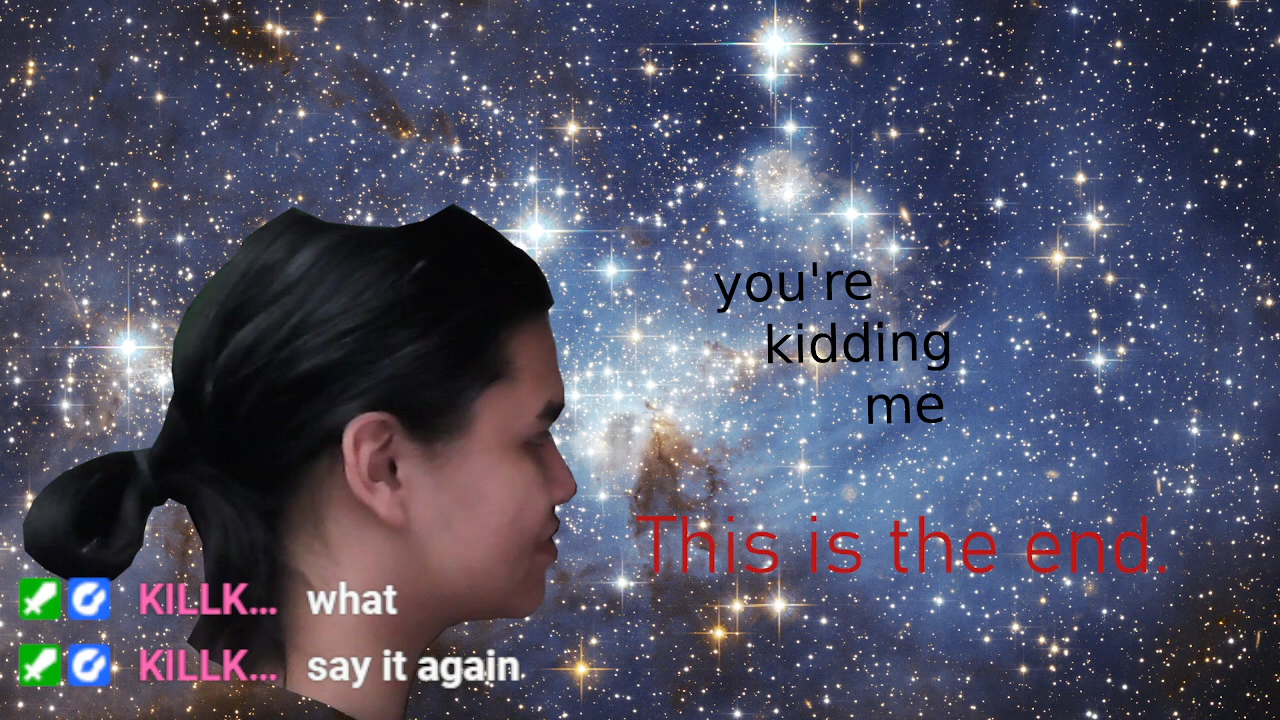 you're
kidding
me
This is the end.
KILLK... what
KILLK... say it again